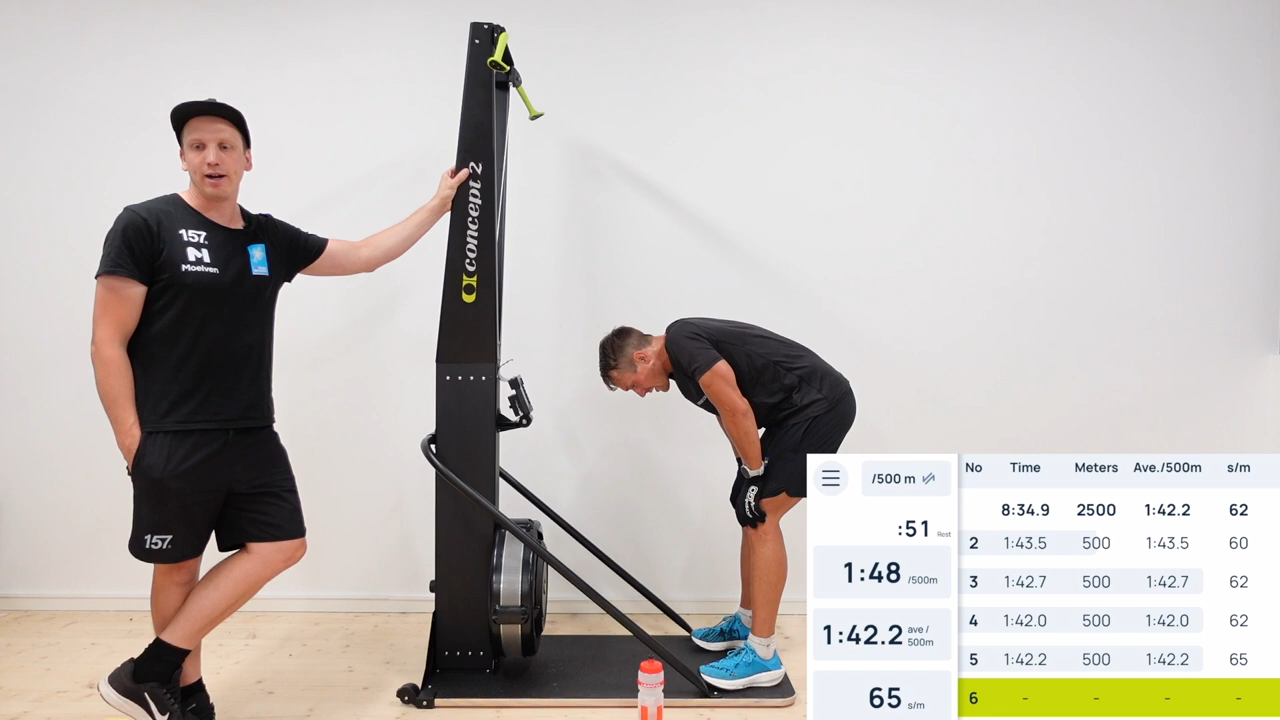 157.
Moelven
157.
concept 2
/500 m
:51 Rest
1:48 /500m
1:42.2 ave / 500m
65 s/m
No Time Meters Ave./500m s/m
8:34.9 2500 1:42.2 62
2 1:43.5 500 1:43.5 60
3 1:42.7 500 1:42.7 62
4 1:42.0 500 1:42.0 62
5 1:42.2 500 1:42.2 65
6 - - - -